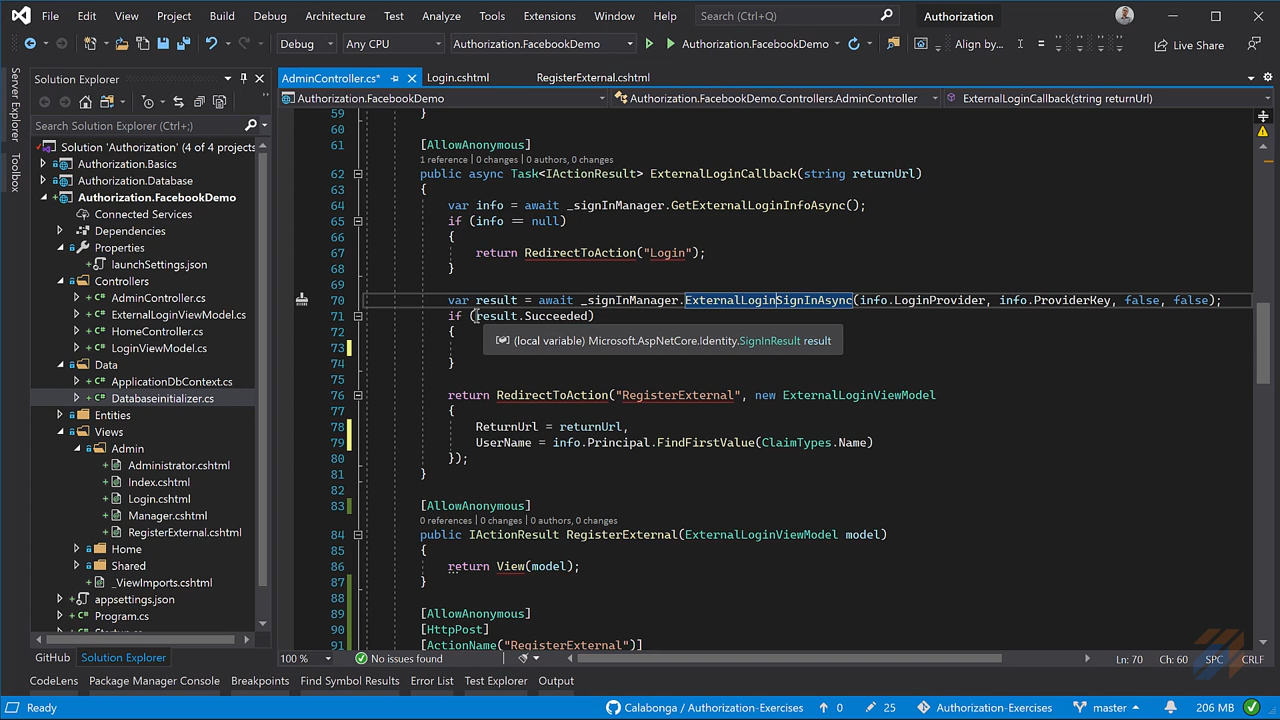 File Edit View Project Build Debug Architecture Test Analyze Tools Extensions Window Help Search (Ctrl+Q) Authorization
Debug Any CPU Authorization.FacebookDemo Authorization.FacebookDemo Align by... Live Share
Server Explorer
Toolbox
Solution Explorer
Search Solution Explorer (Ctrl+;)
Solution 'Authorization' (4 of 4 projects)
Authorization.Basics
Authorization.Database
Authorization.FacebookDemo
Connected Services
Dependencies
Properties
launchSettings.json
Controllers
AdminController.cs
ExternalLoginViewModel.cs
HomeController.cs
LoginViewModel.cs
Data
ApplicationDbContext.cs
Databaseinitializer.cs
Entities
Views
Admin
Administrator.cshtml
Index.cshtml
Login.cshtml
Manager.cshtml
RegisterExternal.cshtml
Home
Shared
_ViewImports.cshtml
appsettings.json
Program.cs
GitHub Solution Explorer
AdminController.cs* Login.cshtml RegisterExternal.cshtml
Authorization.FacebookDemo Authorization.FacebookDemo.Controllers.AdminController ExternalLoginCallback(string returnUrl)
59 }
60
61 [AllowAnonymous]
1 reference | 0 changes | 0 authors, 0 changes
62 public async Task<IActionResult> ExternalLoginCallback(string returnUrl)
63 {
64 var info = await _signInManager.GetExternalLoginInfoAsync();
65 if (info == null)
66 {
67 return RedirectToAction("Login");
68 }
69
70 var result = await _signInManager.ExternalLoginSignInAsync(info.LoginProvider, info.ProviderKey, false, false);
71 if (result.Succeeded)
72 {
(local variable) Microsoft.AspNetCore.Identity.SignInResult result
73
74 }
75
76 return RedirectToAction("RegisterExternal", new ExternalLoginViewModel
77 {
78 ReturnUrl = returnUrl,
79 UserName = info.Principal.FindFirstValue(ClaimTypes.Name)
80 });
81 }
82
83 [AllowAnonymous]
0 references | 0 changes | 0 authors, 0 changes
84 public IActionResult RegisterExternal(ExternalLoginViewModel model)
85 {
86 return View(model);
87 }
88
89 [AllowAnonymous]
90 [HttpPost]
91 [ActionName("RegisterExternal")]
100 % No issues found Ln: 70 Ch: 60 SPC CRLF
CodeLens Package Manager Console Breakpoints Find Symbol Results Error List Test Explorer Output
Ready Calabonga/Authorization-Exercises 0 25 Authorization-Exercises master 206 MB